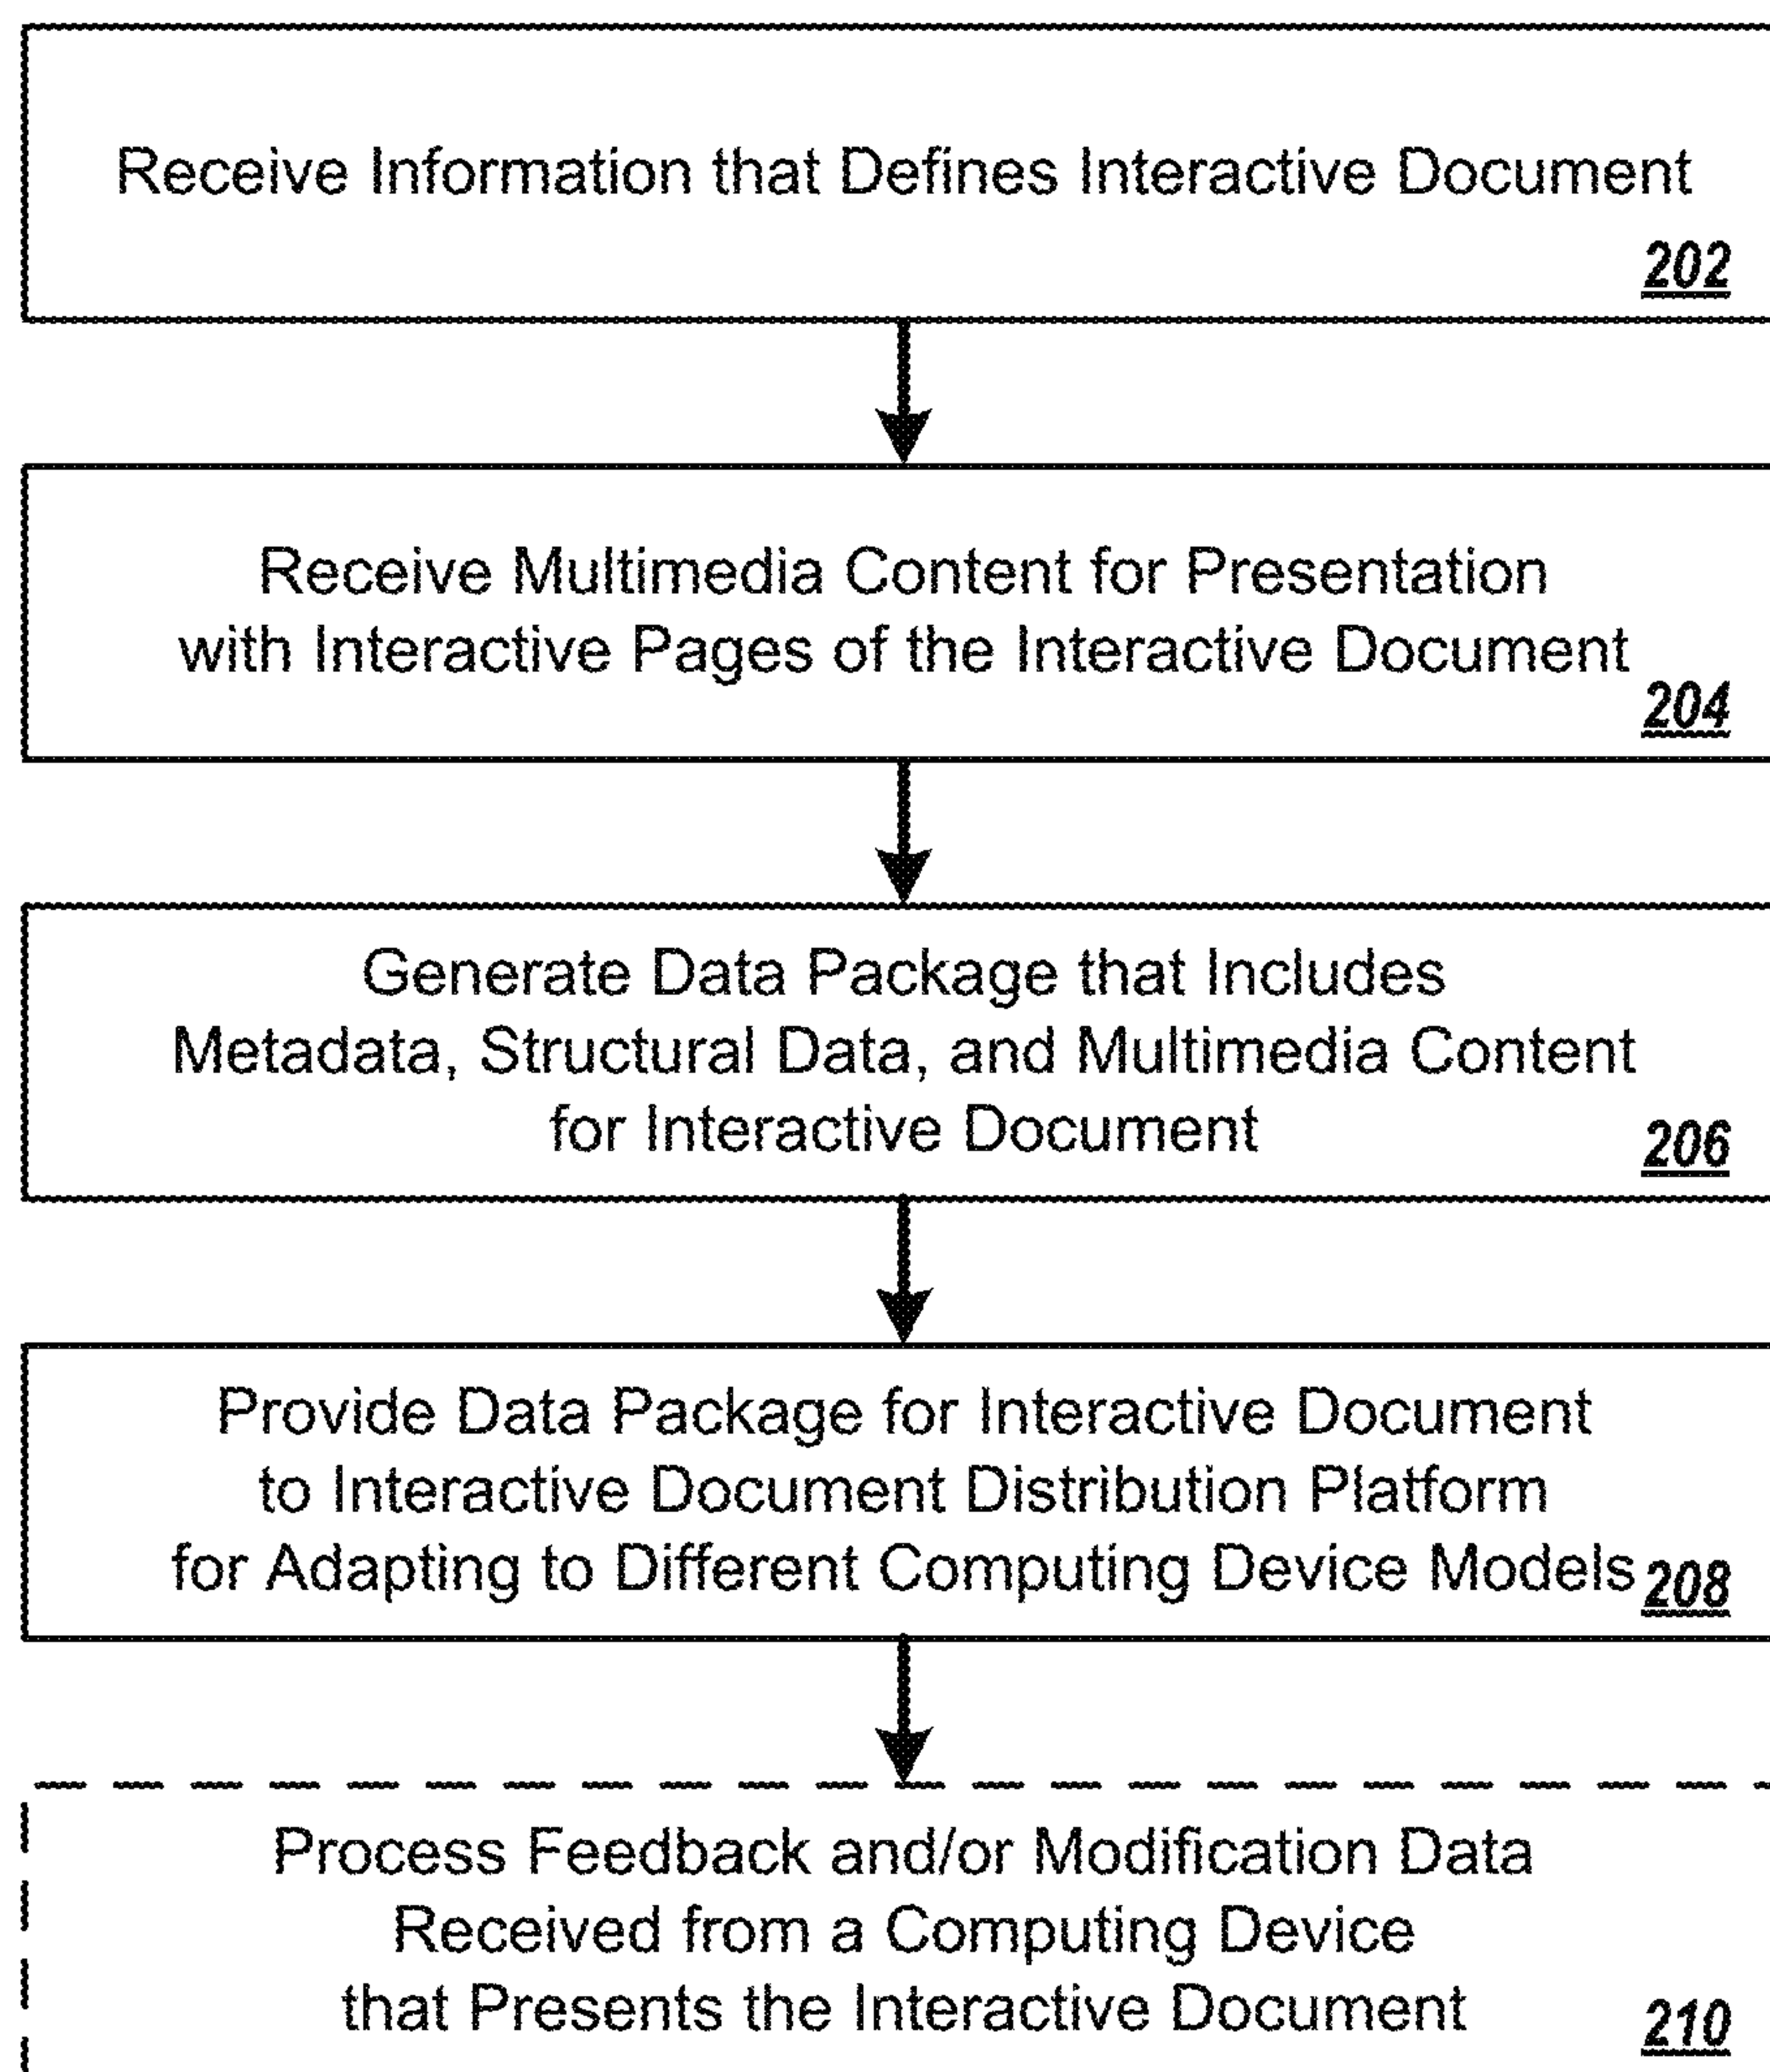 Receive Information that Defines Interactive Document
202
Receive Multimedia Content for Presentation
with Interactive Pages of the Interactive Document
204
Generate Data Package that Includes
Metadata, Structural Data, and Multimedia Content
for Interactive Document
206
Provide Data Package for Interactive Document
to Interactive Document Distribution Platform
for Adapting to Different Computing Device Models
208
Process Feedback and/or Modification Data
Received from a Computing Device
that Presents the Interactive Document
210